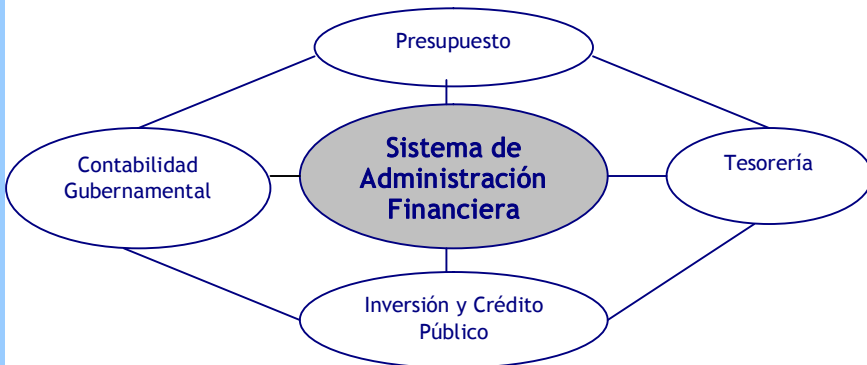 Presupuesto
Contabilidad
Gubernamental
Sistema de
Administración
Financiera
Tesorería
Inversión y Crédito
Público